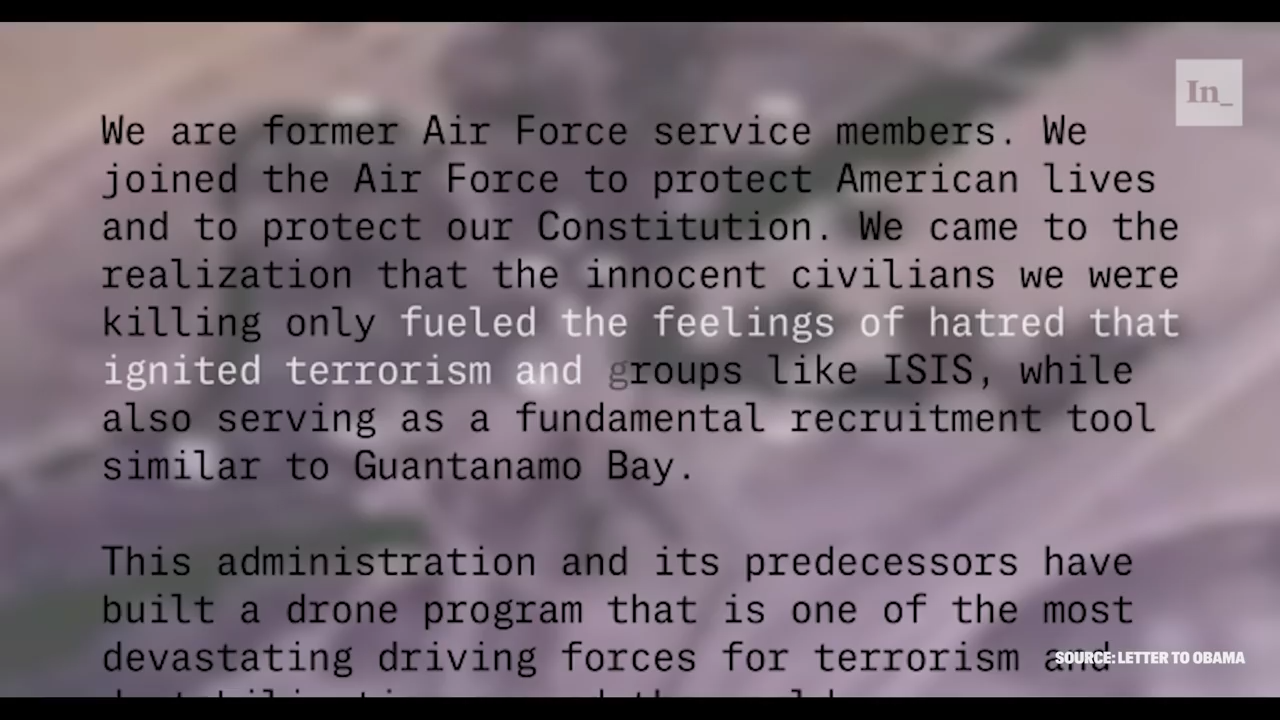 In_
We are former Air Force service members. We
joined the Air Force to protect American lives
and to protect our Constitution. We came to the
realization that the innocent civilians we were
killing only fueled the feelings of hatred that
ignited terrorism and groups like ISIS, while
also serving as a fundamental recruitment tool
similar to Guantanamo Bay.
This administration and its predecessors have
built a drone program that is one of the most
devastating driving forces for terrorism and
SOURCE: LETTER TO OBAMA